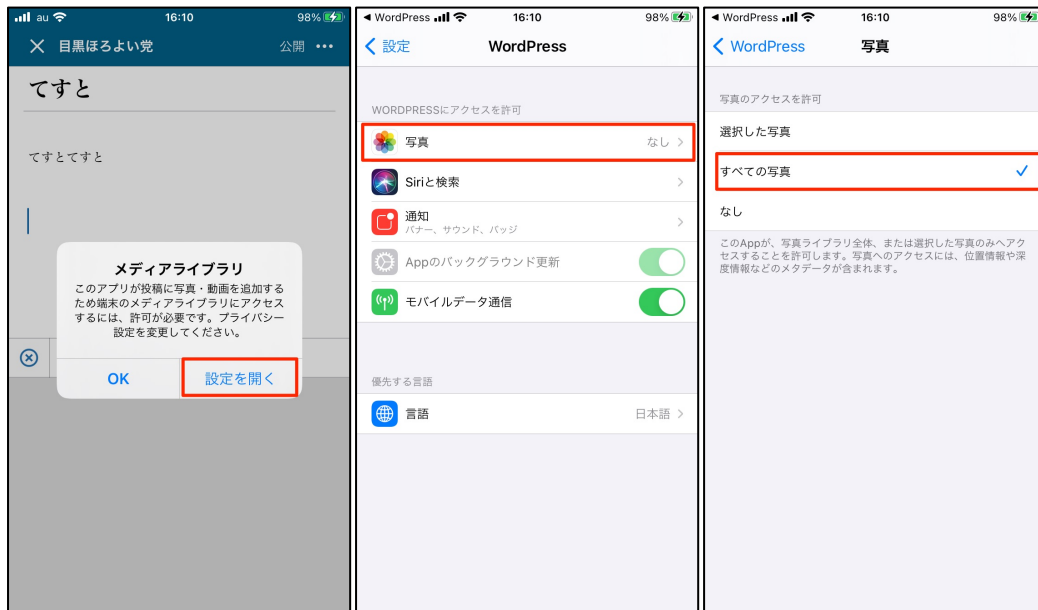 au 16:10 98%
目黒ほろよい党 公開 •••
てすと
てすとてすと
メディアライブラリ
このアプリが投稿に写真・動画を追加する
ため端末のメディアライブラリにアクセス
するには、許可が必要です。プライバシー
設定を変更してください。
OK 設定を開く
◀ WordPress 16:10 98%
設定 WordPress
WORDPRESSにアクセスを許可
写真 なし
Siriと検索
通知
バナー、サウンド、バッジ
Appのバックグラウンド更新
モバイルデータ通信
優先する言語
言語 日本語
◀ WordPress 16:10 98%
WordPress 写真
写真のアクセスを許可
選択した写真
すべての写真
なし
このAppが、写真ライブラリ全体、または選択した写真のみへアク
セスすることを許可します。写真へのアクセスには、位置情報や深
度情報などのメタデータが含まれます。